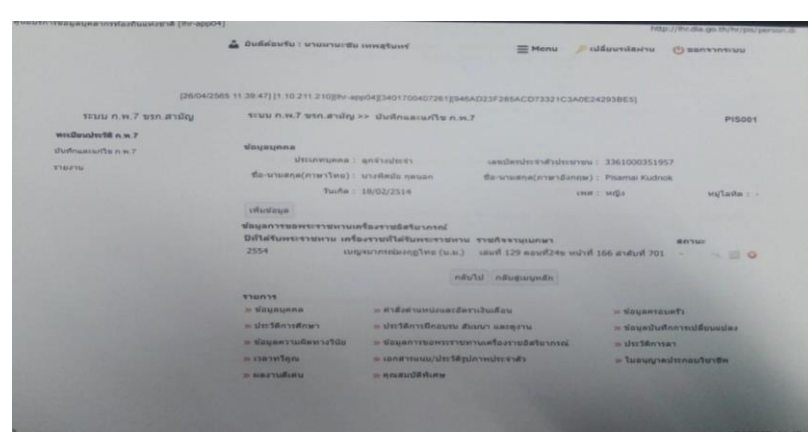 ศูนย์บริการข้อมูลบุคลากรท้องถิ่นแห่งชาติ [lhr-app04]
http://lhr.dla.go.th/hr/pis/person.di
ยินดีต้อนรับ : นายมานะชัย เทพสุรินทร์
Menu เปลี่ยนรหัสผ่าน ออกจากระบบ
[26/04/2565 11:39:47] [1.10.211.210][lhr-app04][3401700407261][946AD23F285ACD73321C3A0E24293BE5]
ระบบ ก.พ.7 ขรก.สามัญ
ระบบ ก.พ.7 ขรก.สามัญ >> บันทึกและแก้ไข ก.พ.7
PIS001
ทะเบียนประวัติ ก.พ.7
บันทึกและแก้ไข ก.พ.7
รายงาน
ข้อมูลบุคคล
ประเภทบุคคล : ลูกจ้างประจำ เลขบัตรประจำตัวประชาชน : 3361000351957
ชื่อ-นามสกุล(ภาษาไทย) : นางพิศมัย กุดนอก ชื่อ-นามสกุล(ภาษาอังกฤษ) : Pisamai Kudnok
วันเกิด : 18/02/2514 เพศ : หญิง หมู่โลหิต : -
เพิ่มข้อมูล
ข้อมูลการขอพระราชทานเครื่องราชอิสริยาภรณ์
ปีที่ได้รับพระราชทาน เครื่องราชที่ได้รับพระราชทาน ราชกิจจานุเบกษา สถานะ
2554 เบญจมาภรณ์มงกุฎไทย (บ.ม.) เล่มที่ 129 ตอนที่24ข หน้าที่ 166 ลำดับที่ 701 -
กลับไป กลับสู่เมนูหลัก
รายการ
» ข้อมูลบุคคล » คำสั่งตำแหน่งและอัตราเงินเดือน » ข้อมูลครอบครัว
» ประวัติการศึกษา » ประวัติการฝึกอบรม สัมมนา และดูงาน » ข้อมูลบันทึกการเปลี่ยนแปลง
» ข้อมูลความผิดทางวินัย » ข้อมูลการขอพระราชทานเครื่องราชอิสริยาภรณ์ » ประวัติการลา
» เวลาทวีคูณ » เอกสารแนบ/ประวัติรูปภาพประจำตัว » ใบอนุญาตประกอบวิชาชีพ
» ผลงานดีเด่น » คุณสมบัติพิเศษ